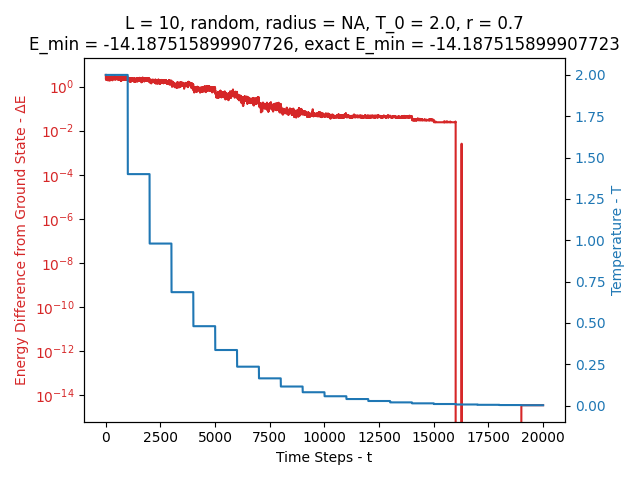 L = 10, random, radius = NA, T_0 = 2.0, r = 0.7
E_min = -14.187515899907726, exact E_min = -14.187515899907723
Energy Difference from Ground State - ΔE
10^0
10^-2
10^-4
10^-6
10^-8
10^-10
10^-12
10^-14
2.00
1.75
1.50
1.25
1.00
0.75
0.50
0.25
0.00
Temperature - T
0 2500 5000 7500 10000 12500 15000 17500 20000
Time Steps - t